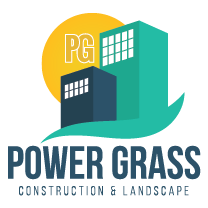 PG
POWER GRASS
CONSTRUCTION & LANDSCAPE